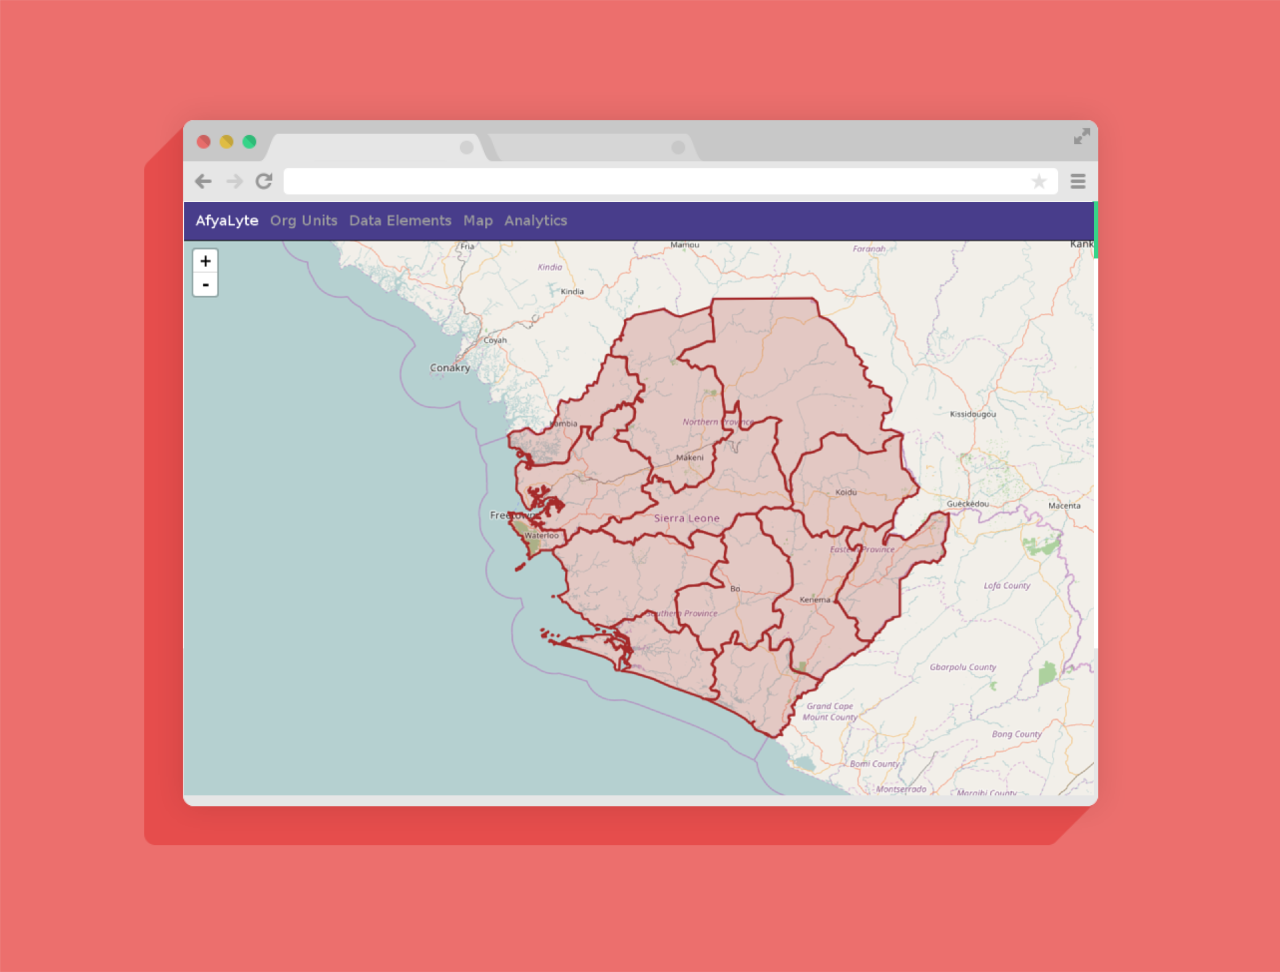 AfyaLyte Org Units Data Elements Map Analytics
+
-
Fria
Mamou
Faranah
Kank
Kindia
Kindia
Coyah
Conakry
Kissidougou
Kambia
Northern Province
Makeni
Koidu
Guéckédou
Macenta
Freetown
Sierra Leone
Waterloo
Eastern Province
Lofa County
Bo
Kenema
Southern Province
Gbarpolu County
Grand Cape
Mount County
Bong County
Bomi County
Montserrado
Margibi County